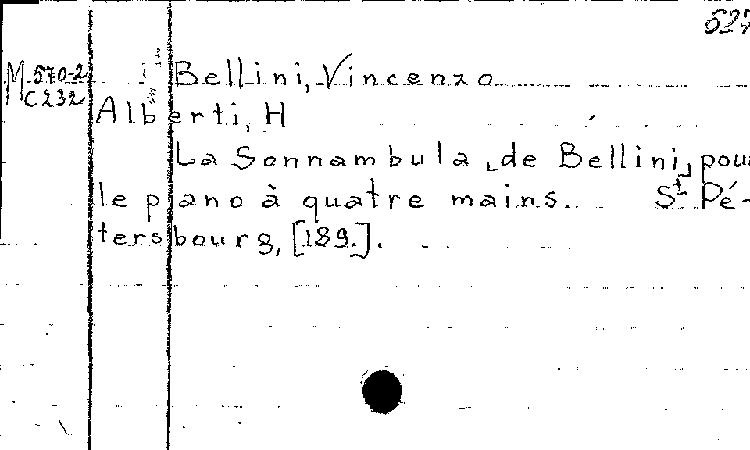 527
M 570-2 Bellini, Vincenzo
C232
Alberti, H
La Sonnambula [de Bellini] pour
le piano à quatre mains. St Pé-
tersbourg, [189.].